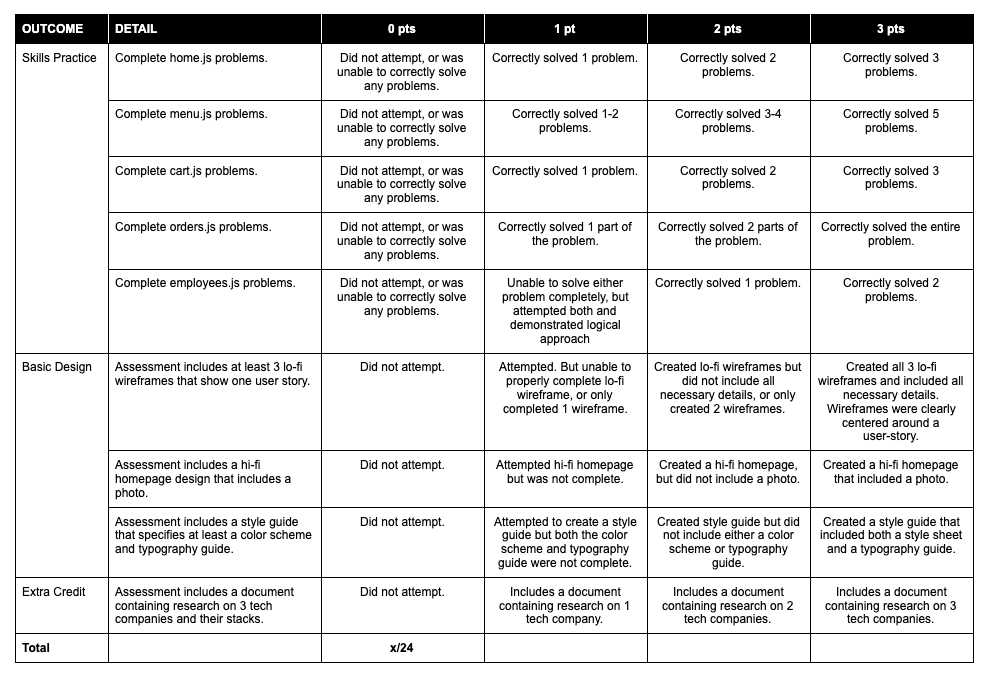 OUTCOME DETAIL 0 pts 1 pt 2 pts 3 pts
Skills Practice
Complete home.js problems.
Did not attempt, or was
unable to correctly solve
any problems.
Correctly solved 1 problem.
Correctly solved 2
problems.
Correctly solved 3
problems.
Complete menu.js problems.
Did not attempt, or was
unable to correctly solve
any problems.
Correctly solved 1-2
problems.
Correctly solved 3-4
problems.
Correctly solved 5
problems.
Complete cart.js problems.
Did not attempt, or was
unable to correctly solve
any problems.
Correctly solved 1 problem.
Correctly solved 2
problems.
Correctly solved 3
problems.
Complete orders.js problems.
Did not attempt, or was
unable to correctly solve
any problems.
Correctly solved 1 part of
the problem.
Correctly solved 2 parts of
the problem.
Correctly solved the entire
problem.
Complete employees.js problems.
Did not attempt, or was
unable to correctly solve
any problems.
Unable to solve either
problem completely, but
attempted both and
demonstrated logical
approach
Correctly solved 1 problem.
Correctly solved 2
problems.
Basic Design
Assessment includes at least 3 lo-fi
wireframes that show one user story.
Did not attempt.
Attempted. But unable to
properly complete lo-fi
wireframe, or only
completed 1 wireframe.
Created lo-fi wireframes but
did not include all
necessary details, or only
created 2 wireframes.
Created all 3 lo-fi
wireframes and included all
necessary details.
Wireframes were clearly
centered around a
user-story.
Assessment includes a hi-fi
homepage design that includes a
photo.
Did not attempt.
Attempted hi-fi homepage
but was not complete.
Created a hi-fi homepage,
but did not include a photo.
Created a hi-fi homepage
that included a photo.
Assessment includes a style guide
that specifies at least a color scheme
and typography guide.
Did not attempt.
Attempted to create a style
guide but both the color
scheme and typography
guide were not complete.
Created style guide but did
not include either a color
scheme or typography
guide.
Created a style guide that
included both a style sheet
and a typography guide.
Extra Credit
Assessment includes a document
containing research on 3 tech
companies and their stacks.
Did not attempt.
Includes a document
containing research on 1
tech company.
Includes a document
containing research on 2
tech companies.
Includes a document
containing research on 3
tech companies.
Total x/24